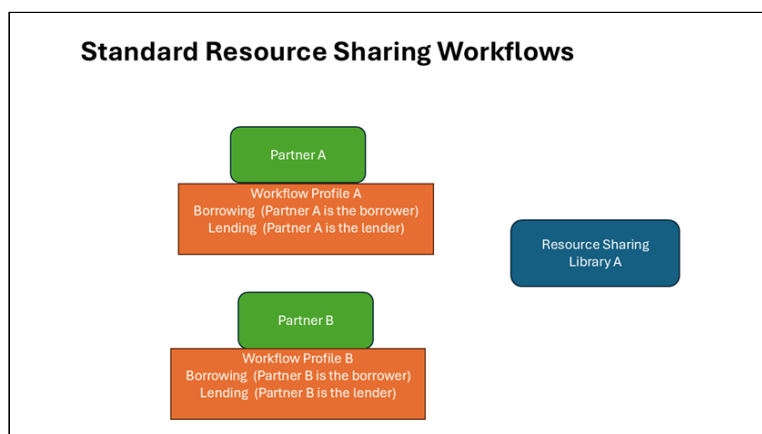 Standard Resource Sharing Workflows
Partner A
Workflow Profile A
Borrowing (Partner A is the borrower)
Lending (Partner A is the lender)
Resource Sharing
Library A
Partner B
Workflow Profile B
Borrowing (Partner B is the borrower)
Lending (Partner B is the lender)